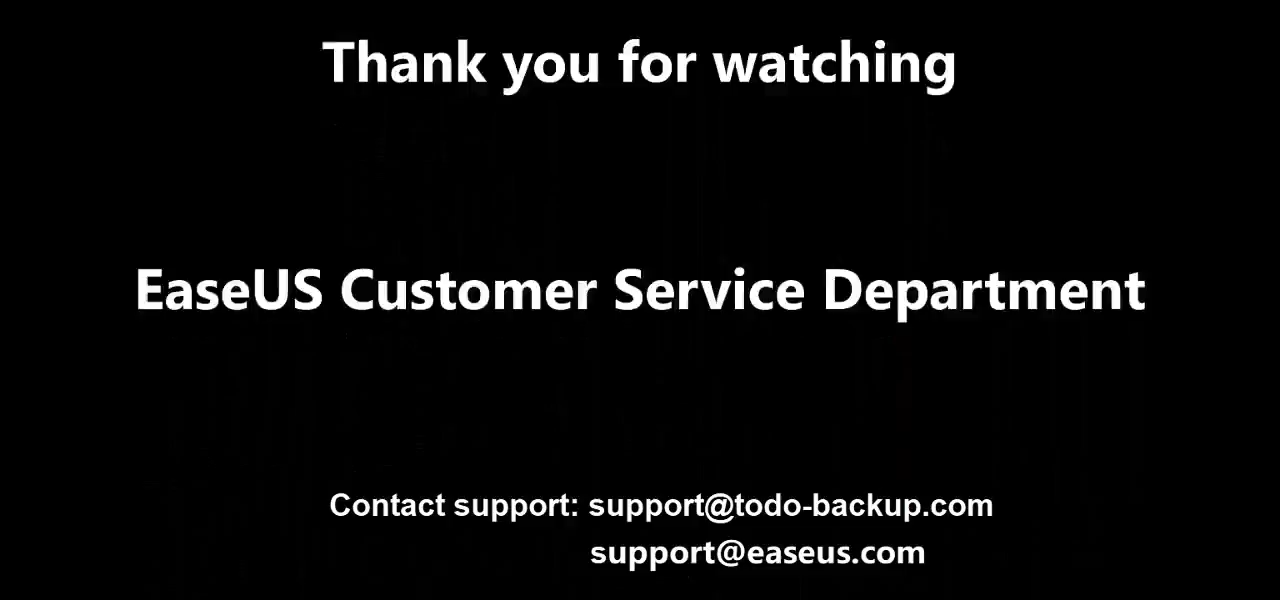 Thank you for watching
EaseUS Customer Service Department
Contact support: support@todo-backup.com
support@easeus.com